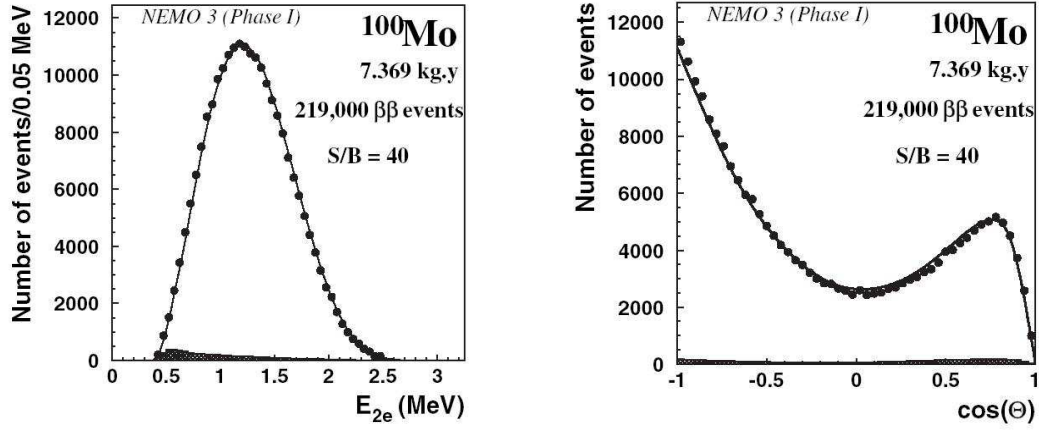 NEMO 3 (Phase I)
¹⁰⁰Mo
7.369 kg.y
219,000 ββ events
S/B = 40
Number of events/0.05 MeV
12000
10000
8000
6000
4000
2000
0
0 0.5 1 1.5 2 2.5 3
E₂ₑ (MeV)
NEMO 3 (Phase I)
¹⁰⁰Mo
7.369 kg.y
219,000 ββ events
S/B = 40
Number of events
12000
10000
8000
6000
4000
2000
0
-1 -0.5 0 0.5 1
cos(Θ)